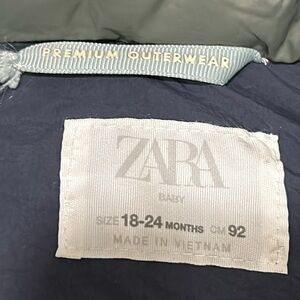 PREMIUM OUTERWEAR
ZARA
BABY
SIZE 18-24 MONTHS CM 92
MADE IN VIETNAM